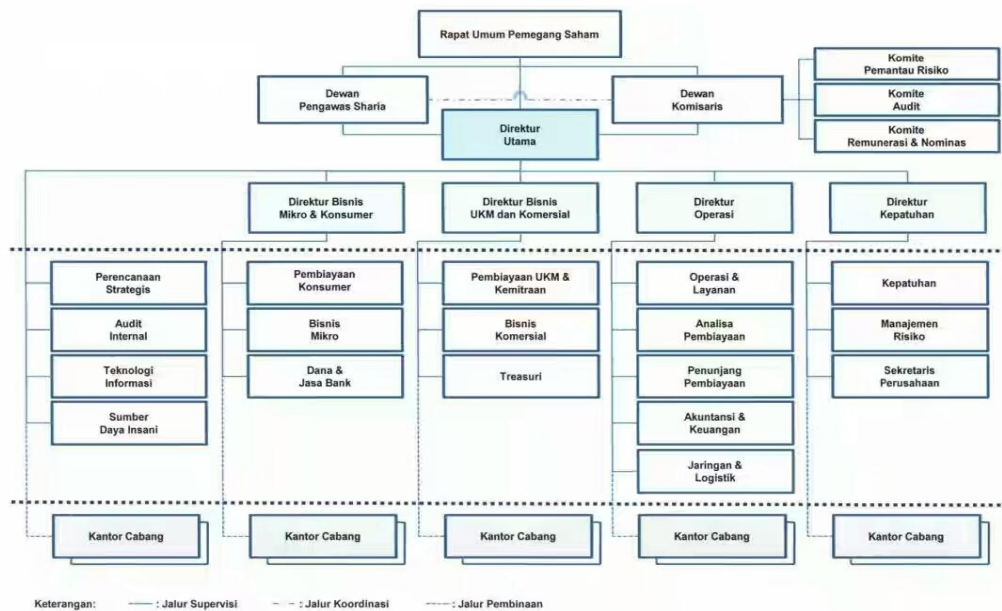 Rapat Umum Pemegang Saham
Dewan
Pengawas Sharia
Dewan
Komisaris
Komite
Pemantau Risiko
Komite
Audit
Komite
Remunerasi & Nominas
Direktur
Utama
Direktur Bisnis
Mikro & Konsumer
Direktur Bisnis
UKM dan Komersial
Direktur
Operasi
Direktur
Kepatuhan
Perencanaan
Strategis
Audit
Internal
Teknologi
Informasi
Sumber
Daya Insani
Pembiayaan
Konsumer
Bisnis
Mikro
Dana &
Jasa Bank
Pembiayaan UKM &
Kemitraan
Bisnis
Komersial
Treasuri
Operasi &
Layanan
Analisa
Pembiayaan
Penunjang
Pembiayaan
Akuntansi &
Keuangan
Jaringan &
Logistik
Kepatuhan
Manajemen
Risiko
Sekretaris
Perusahaan
Kantor Cabang
Kantor Cabang
Kantor Cabang
Kantor Cabang
Kantor Cabang
Keterangan: : Jalur Supervisi : Jalur Koordinasi : Jalur Pembinaan